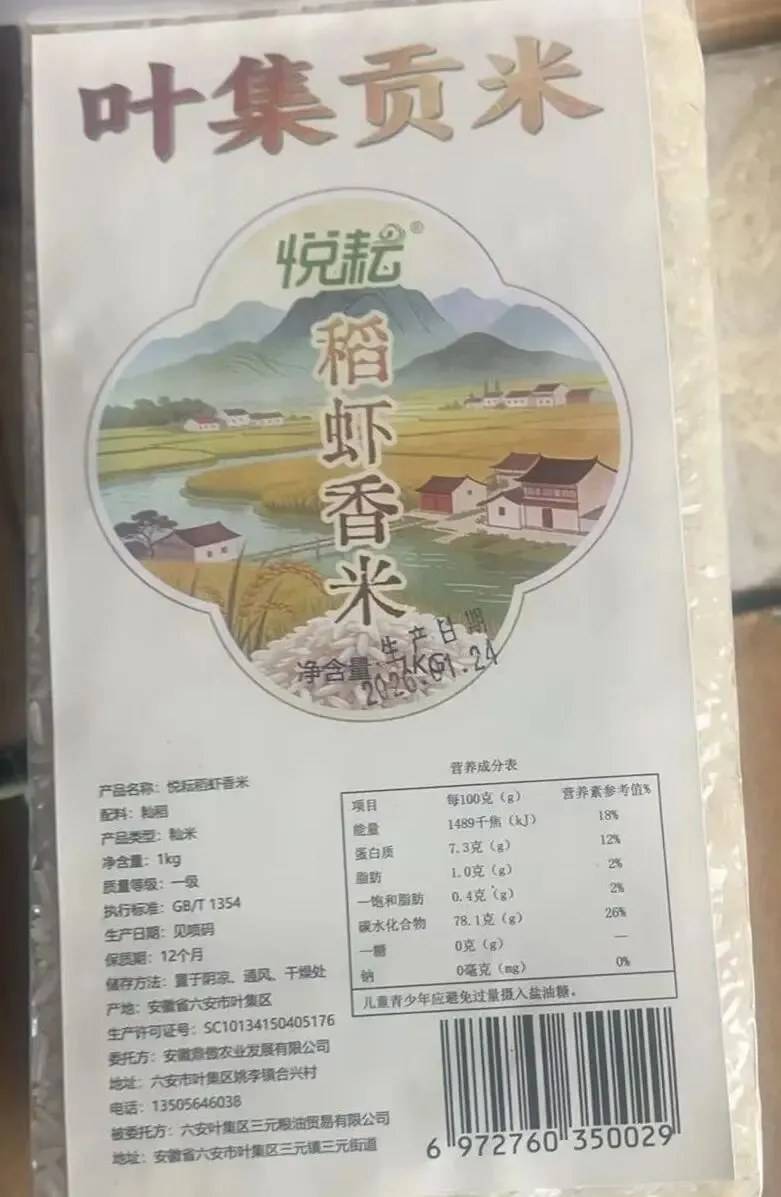 叶集贡米
悦耘®
稻
虾
香
米
生产日期
净含量:1KG
2026.01.24
产品名称：悦耘稻虾香米
配料：籼稻
产品类型：籼米
净含量：1kg
质量等级：一级
执行标准：GB/T 1354
生产日期：见喷码
保质期：12个月
储存方法：置于阴凉、通风、干燥处
产地：安徽省六安市叶集区
生产许可证号：SC10134150405176
委托方：安徽鼎僧农业发展有限公司
地址：六安市叶集区姚李镇合兴村
电话：13505646038
被委托方：六安叶集区三元粮油贸易有限公司
地址：安徽省六安市叶集区三元镇三元街道
营养成分表
项目 每100克（g） 营养素参考值%
能量 1489千焦（kJ） 18%
蛋白质 7.3克（g） 12%
脂肪 1.0克（g） 2%
—饱和脂肪 0.4克（g） 2%
碳水化合物 78.1克（g） 26%
—糖 0克（g） —
钠 0毫克（mg） 0%
儿童青少年应避免过量摄入盐油糖。
6 972760 350029